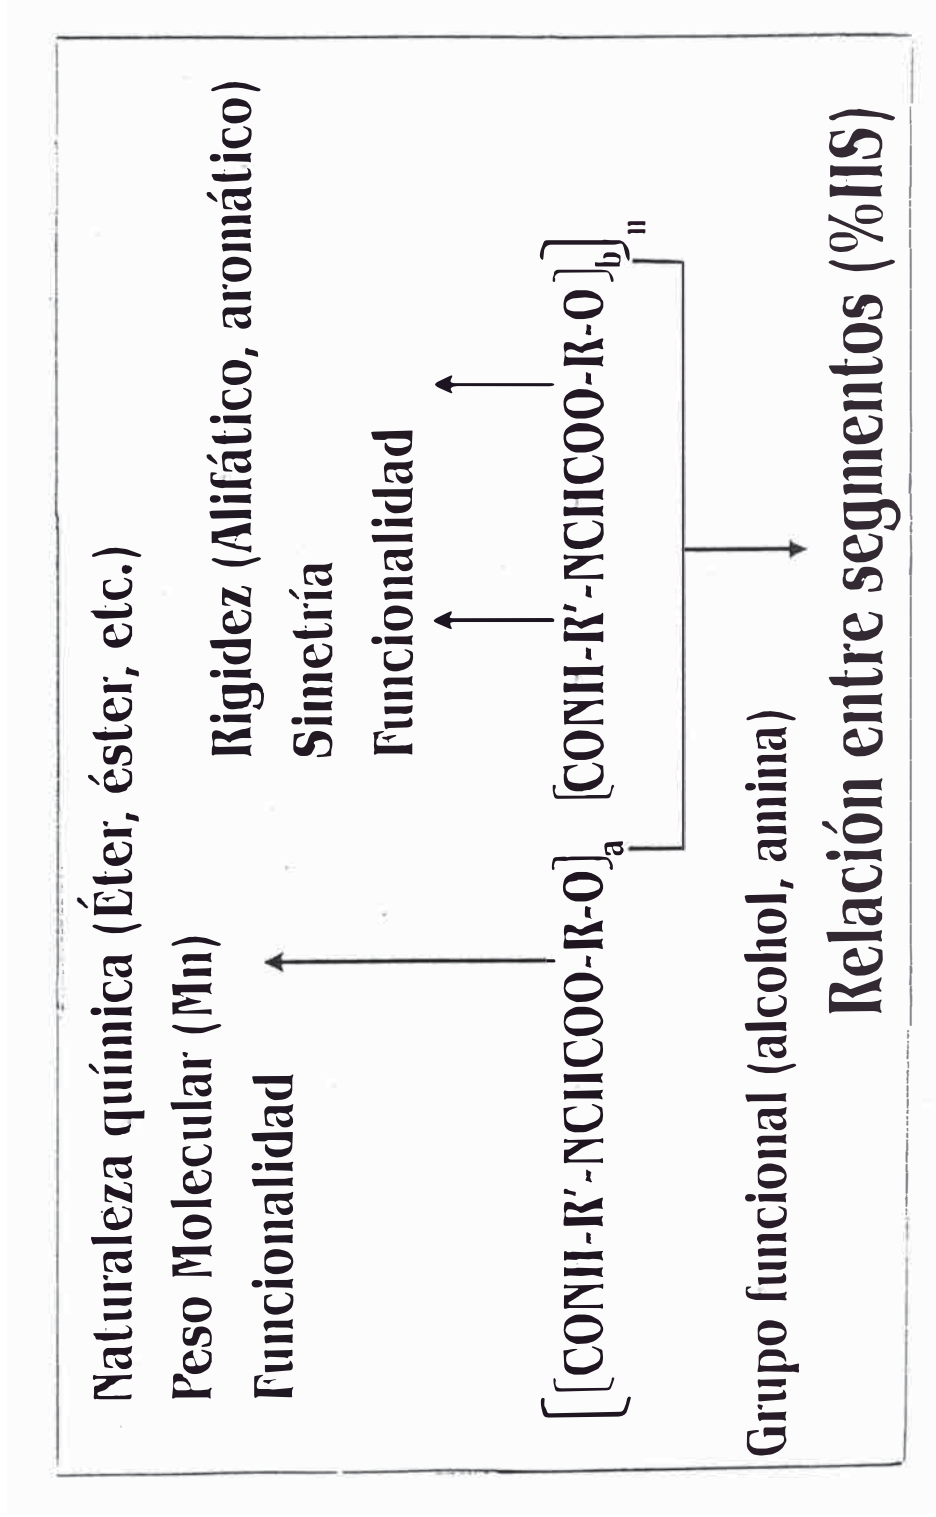 Naturaleza química (Éter, éster, etc.)
Peso Molecular (Mn)
Funcionalidad
Rigidez (Alifático, aromático)
Simetría
Funcionalidad
[[CONH-R'-NCHCOO-R-O]a [CONH-R'-NCHCOO-R-O]b]n
Grupo funcional (alcohol, amina)
Relación entre segmentos (%HS)